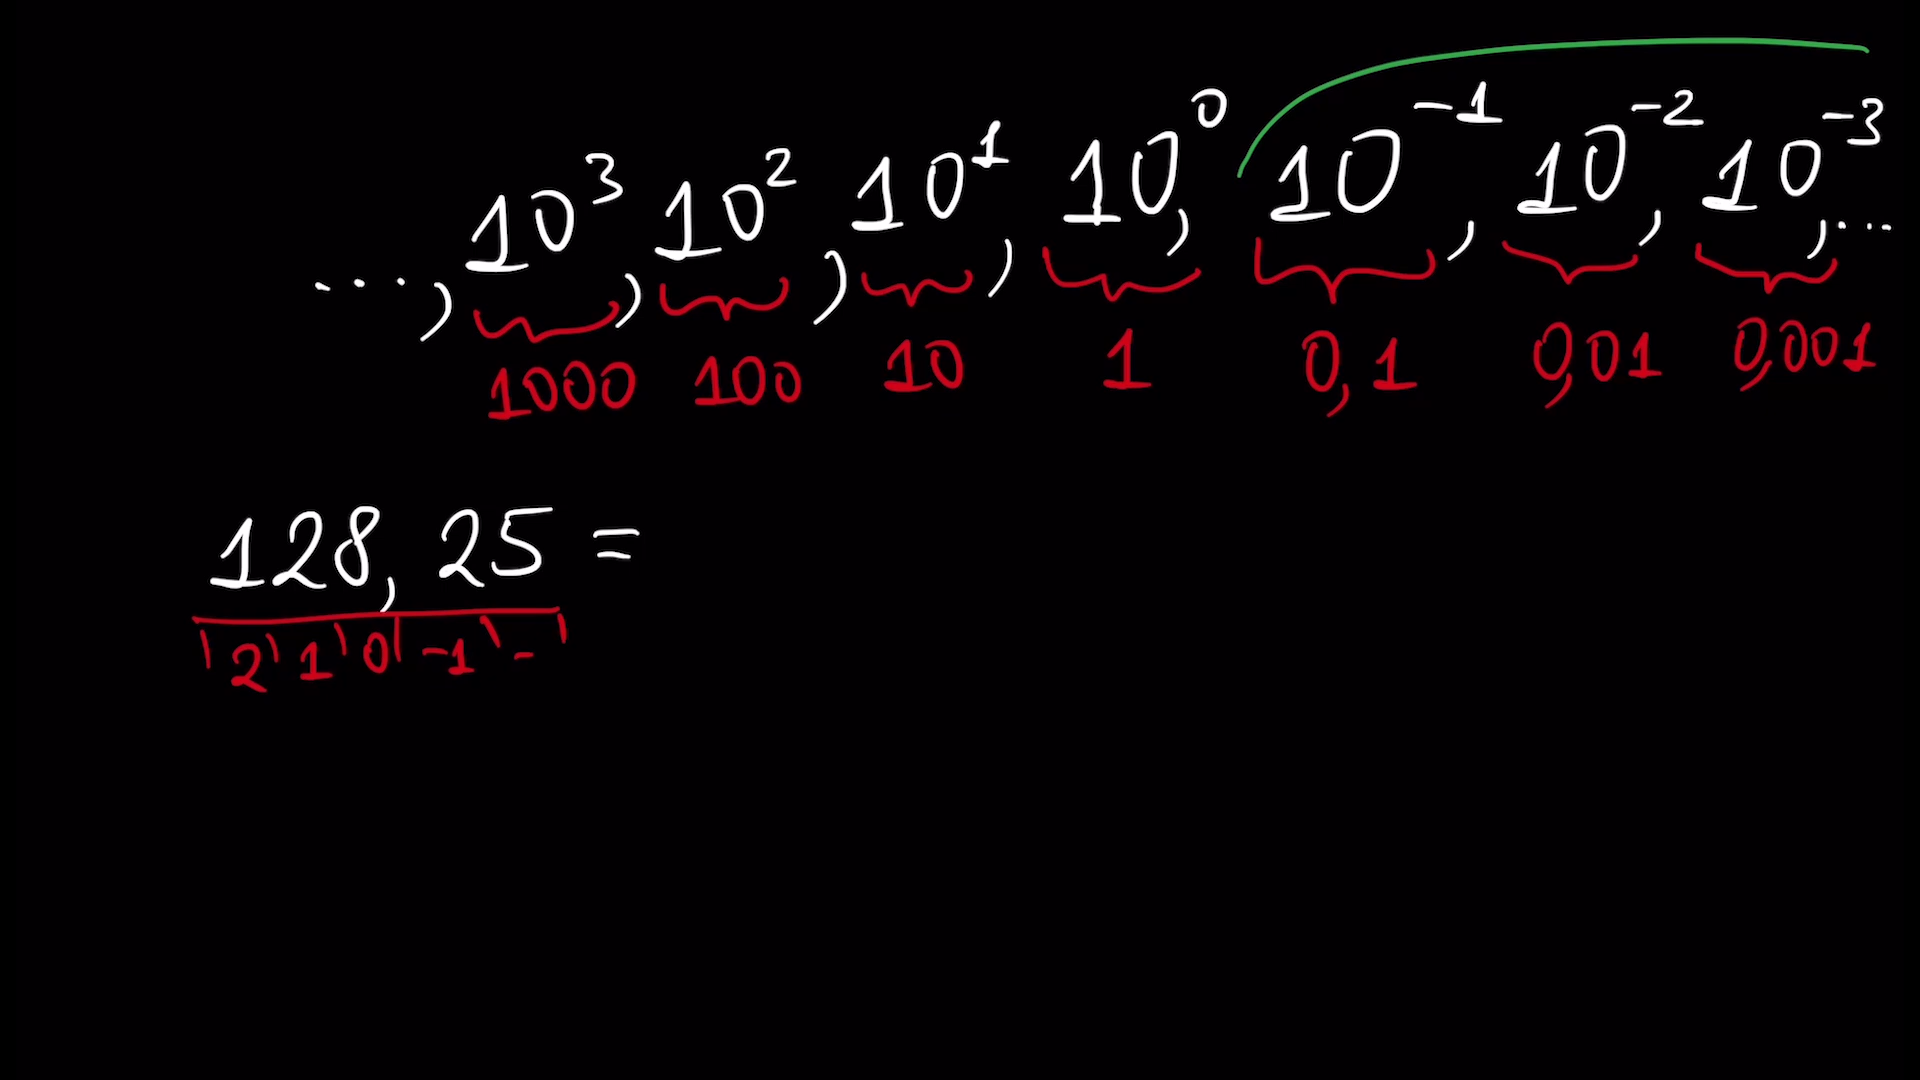 ..., 10³, 10², 10¹, 10⁰, 10⁻¹, 10⁻², 10⁻³, ...
1000 100 10 1 0,1 0,01 0,001
128,25 =
2 1 0 -1 -